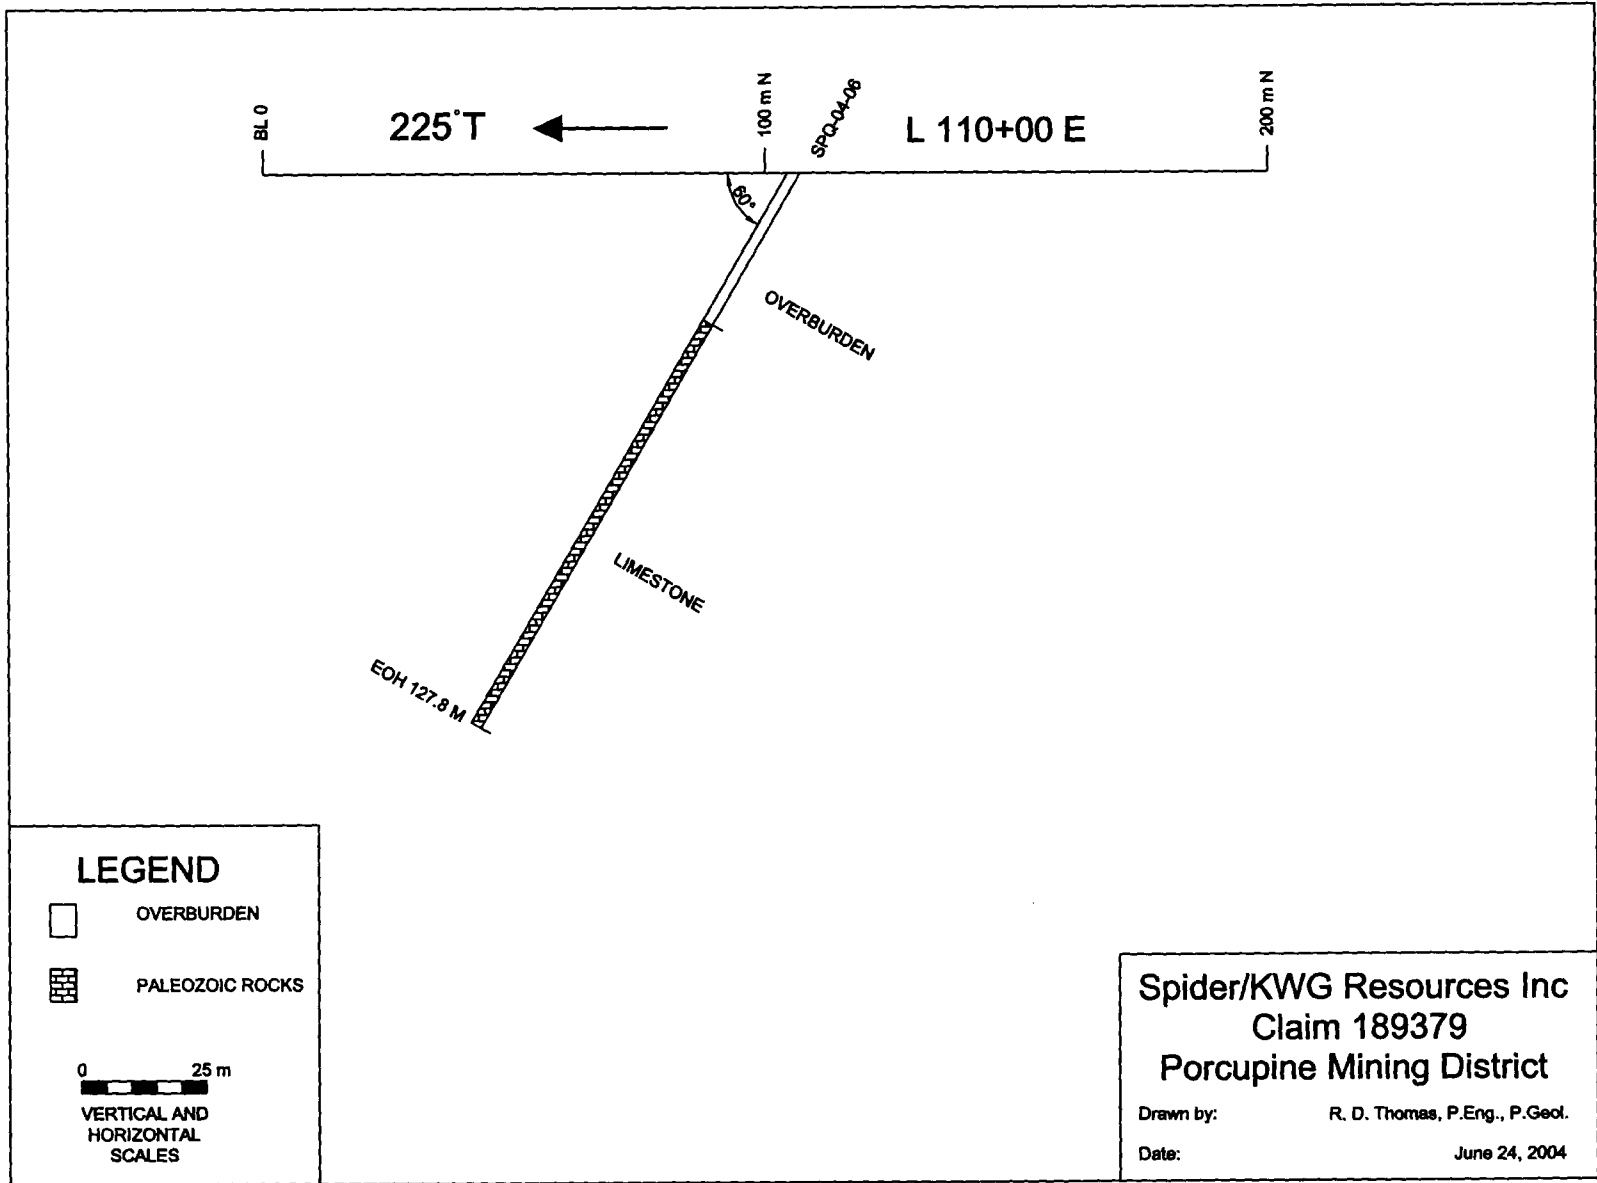 BL 0
225°T
100 m N
SPQ-04-06
L 110+00 E
200 m N
60°
OVERBURDEN
LIMESTONE
EOH 127.8 M
LEGEND
OVERBURDEN
PALEOZOIC ROCKS
0 25 m
VERTICAL AND
HORIZONTAL
SCALES
Spider/KWG Resources Inc
Claim 189379
Porcupine Mining District
Drawn by: R. D. Thomas, P.Eng., P.Geol.
Date: June 24, 2004